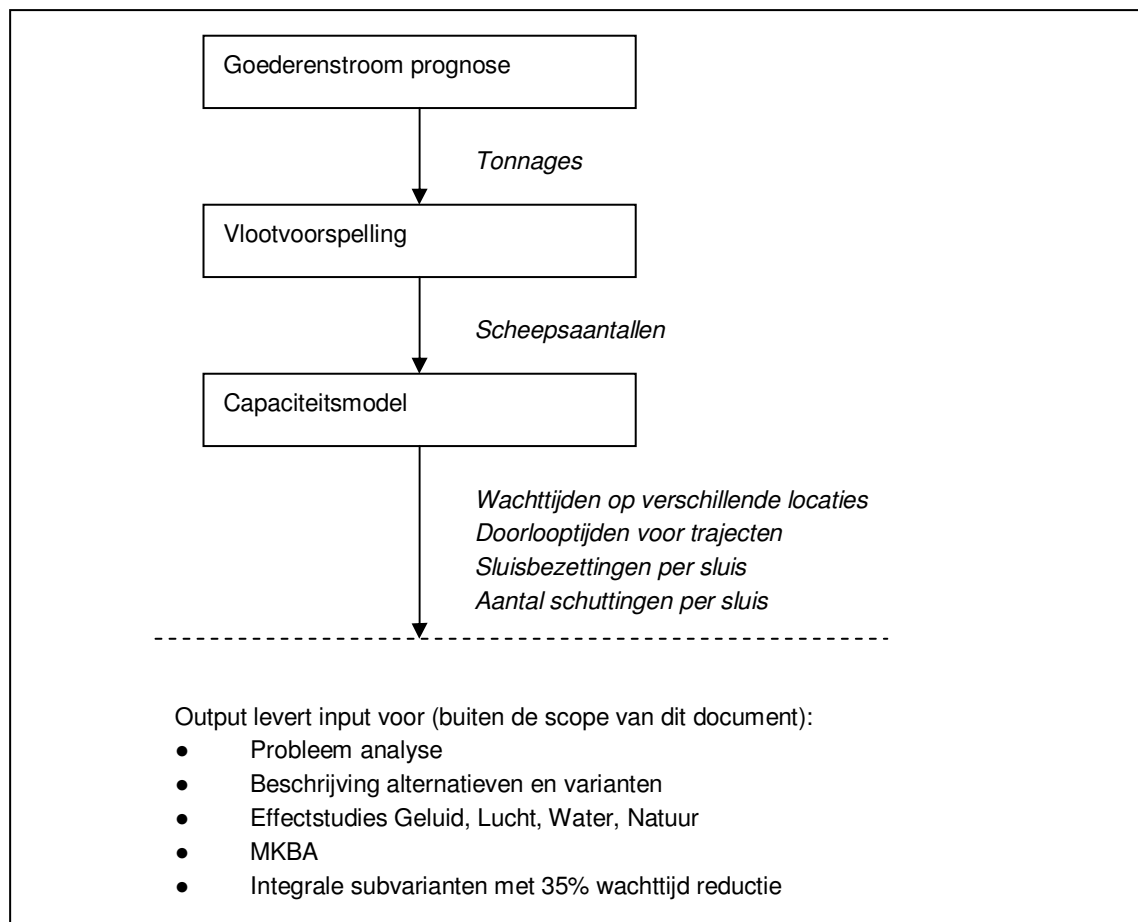 Goederenstroom prognose
Tonnages
Vlootvoorspelling
Scheepsaantallen
Capaciteitsmodel
Wachttijden op verschillende locaties
Doorlooptijden voor trajecten
Sluisbezettingen per sluis
Aantal schuttingen per sluis
Output levert input voor (buiten de scope van dit document):
● Probleem analyse
● Beschrijving alternatieven en varianten
● Effectstudies Geluid, Lucht, Water, Natuur
● MKBA
● Integrale subvarianten met 35% wachttijd reductie